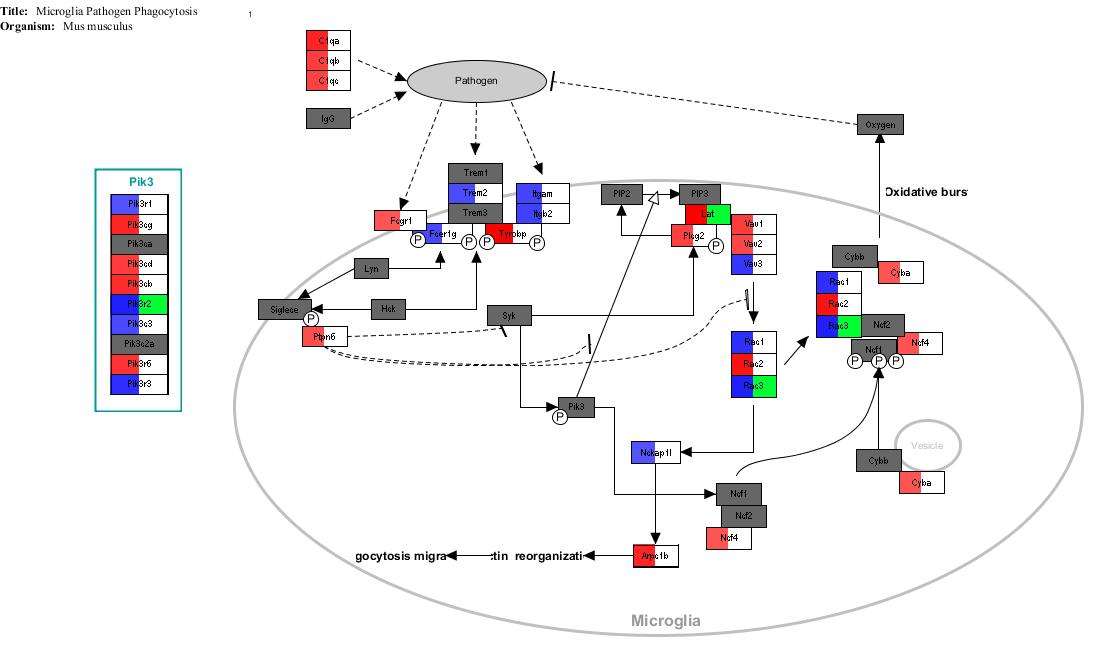 Title: Microglia Pathogen Phagocytosis
Organism: Mus musculus
1
C1qa
C1qb
C1qc
IgG
Pathogen
Oxygen
Oxidative burs
Pik3
Pik3r1
Pik3cg
Pik3ca
Pik3cd
Pik3cb
Pik3r2
Pik3c3
Pik3c2a
Pik3r6
Pik3r3
Trem1
Trem2
Trem3
Itgam
Itgb2
Fcgr1
Fcer1g
Tyrobp
P
P
P
P
PIP2
PIP3
Lat
Plcg2
P
Vav1
Vav2
Vav3
Lyn
Hck
Siglece
P
Ptpn6
Syk
Pik3
P
Rac1
Rac2
Rac3
Cybb
Cyba
Rac1
Rac2
Rac3
Ncf2
Ncf1
Ncf4
P
P
P
Nckap1l
Vesicle
Cybb
Cyba
Ncf1
Ncf2
Ncf4
Arpc1b
gocytosis migra
tin reorganizati
Microglia